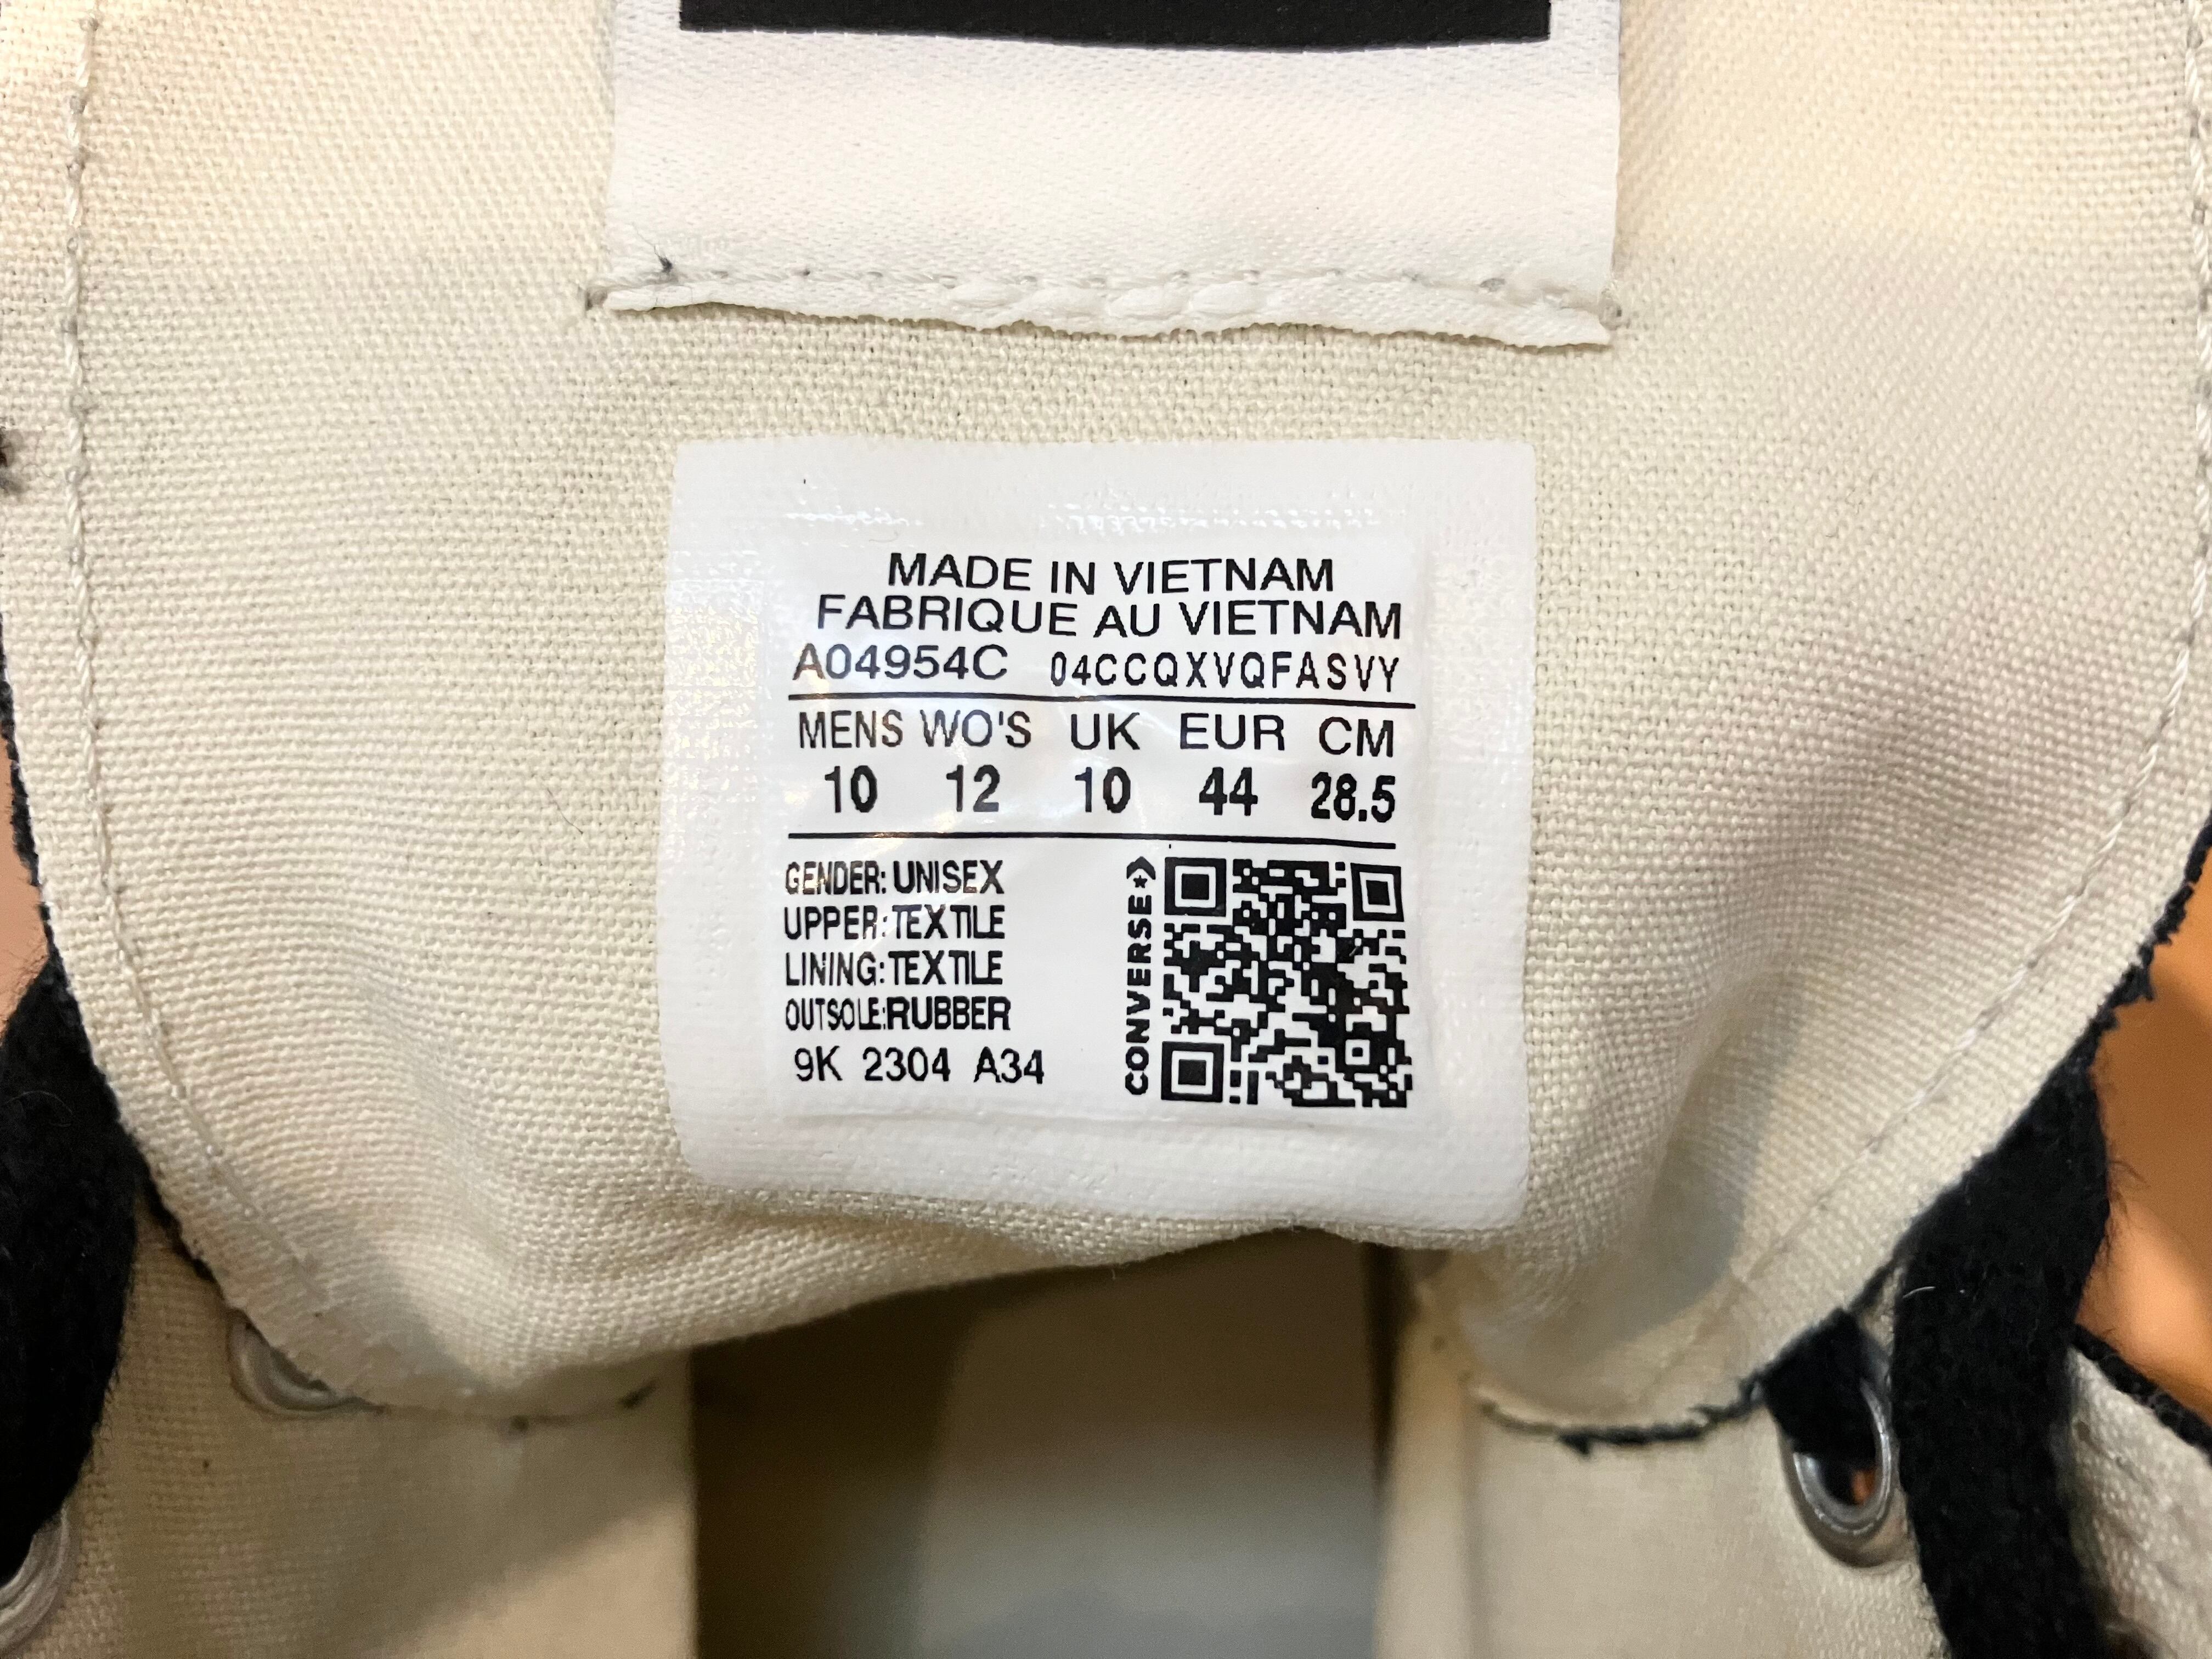 MADE IN VIETNAM
FABRIQUE AU VIETNAM
A04954C 04CCQXVQFASVY
MENS WO'S UK EUR CM
10 12 10 44 28.5
GENDER: UNISEX
UPPER: TEXTILE
LINING: TEXTILE
OUTSOLE:RUBBER
9K 2304 A34
CONVERSE